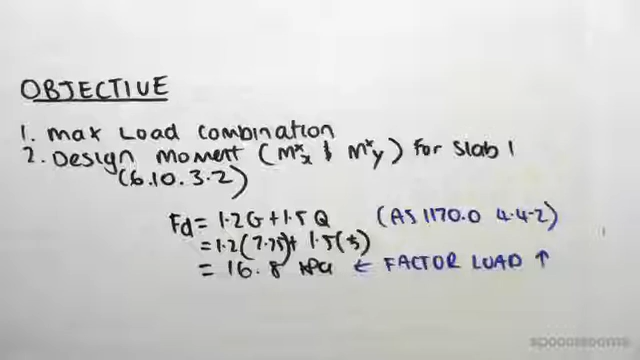 OBJECTIVE
1. Max Load Combination
2. Design Moment (M*x & M*y) for Slab 1
(6.10.3.2)
Fd = 1.2G + 1.5Q (AS 1170.0 4.4.2)
= 1.2(7.75) + 1.5(5)
= 16.8 kPa ← FACTOR LOAD ↑